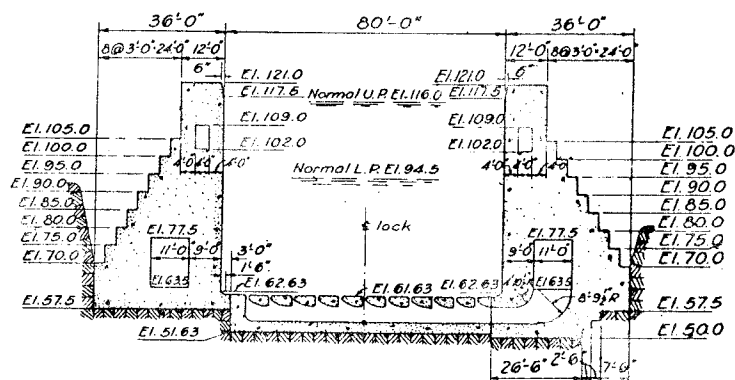 36'-0" 80'-0" 36'-0"
8@3'-0"=24'-0" 12'-0" 12'-0" 8@3'-0"=24'-0"
6" 6"
El. 121.0 El. 121.0
El. 117.5 Normal U.P. El. 116.0 El. 117.5
El. 109.0 El. 109.0
El. 105.0 El. 102.0 El. 102.0 El. 105.0
El. 100.0 El. 100.0
4'-0" 4'-0" 4'-0" Normal L.P. El. 94.5 4'-0" 4'-0" 4'-0"
El. 95.0 El. 95.0
El. 90.0 El. 90.0
El. 85.0 El. 85.0
El. 80.0 ℄ lock El. 80.0
El. 75.0 El. 77.5 El. 77.5 El. 75.0
El. 70.0 11'-0" 9'-0" 3'-0" 9'-0" 11'-0" El. 70.0
1'-6"
El. 63.5 El. 62.63 El. 61.63 El. 62.63 El. 63.5
8'-9½"R
El. 57.5 El. 57.5
El. 51.63 El. 50.0
26'-6" 2'-6" 7'-6"